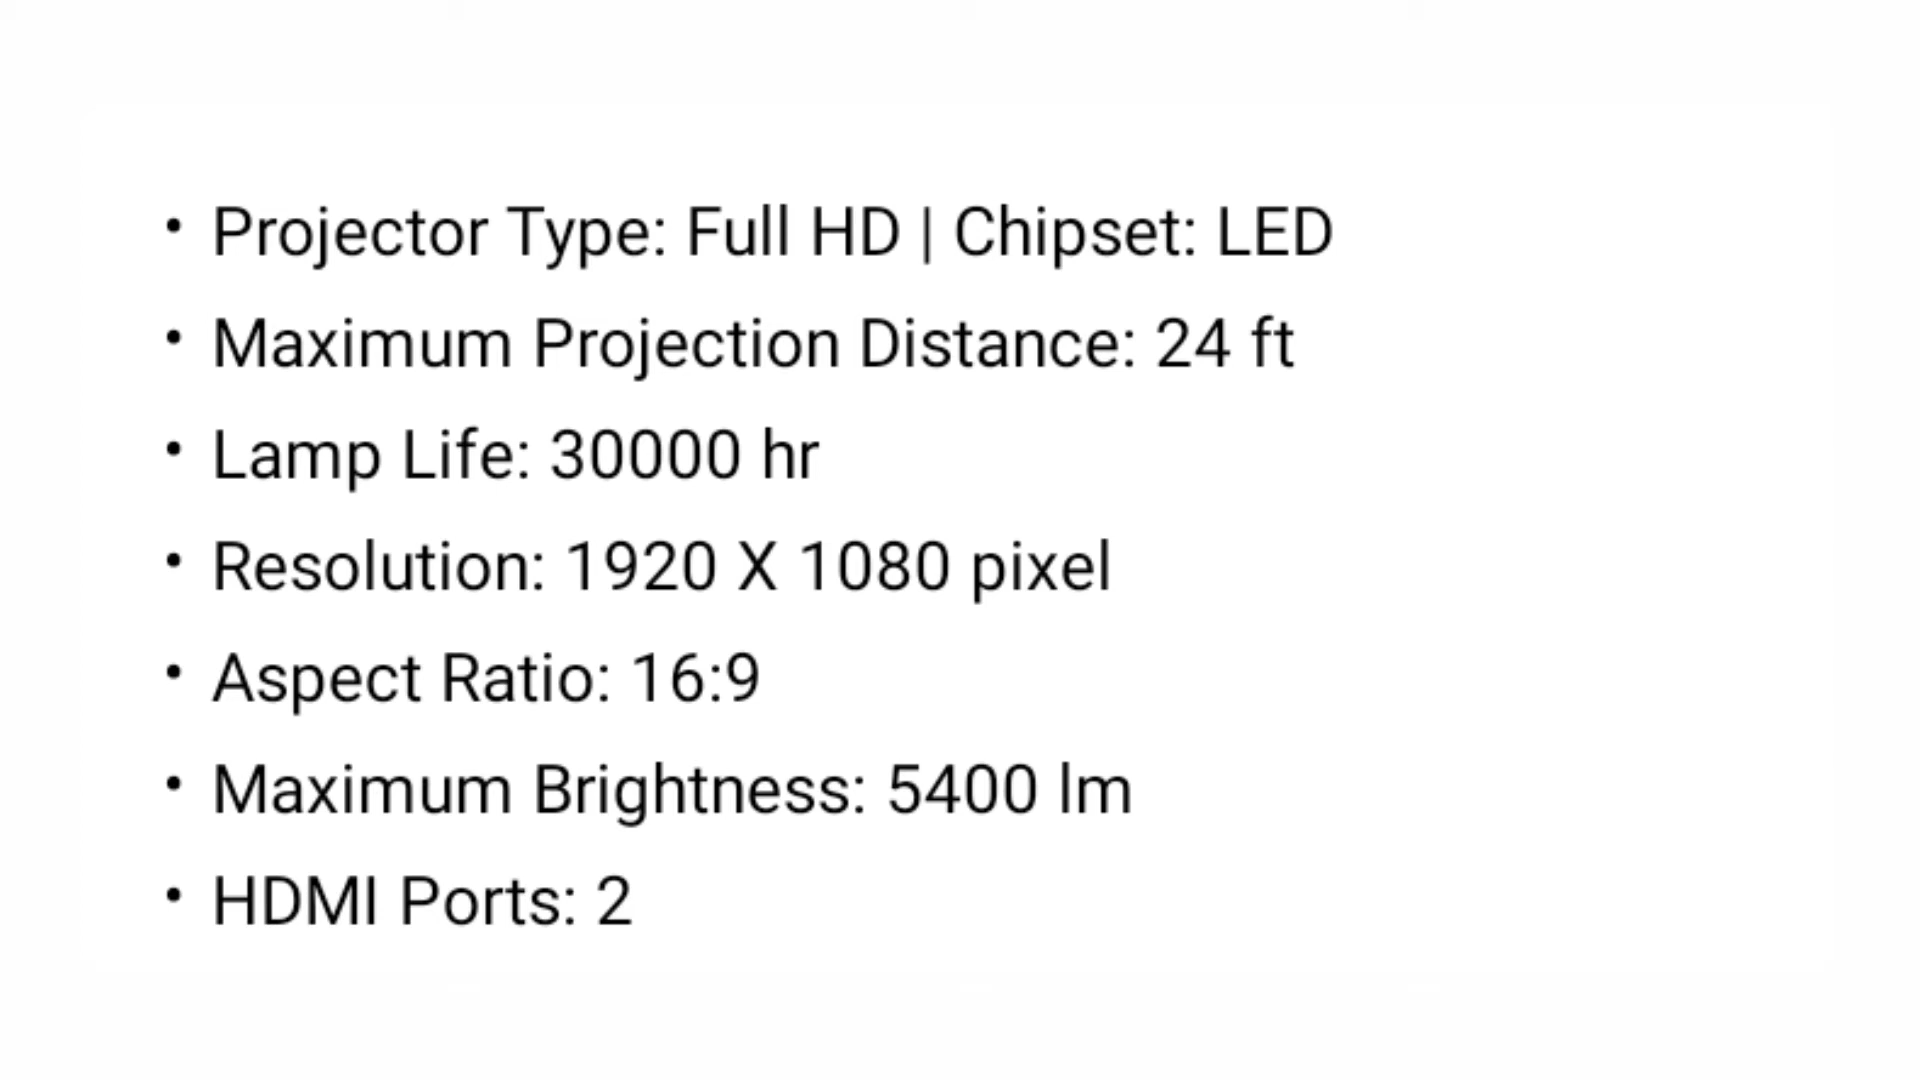 • Projector Type: Full HD | Chipset: LED
• Maximum Projection Distance: 24 ft
• Lamp Life: 30000 hr
• Resolution: 1920 X 1080 pixel
• Aspect Ratio: 16:9
• Maximum Brightness: 5400 lm
• HDMI Ports: 2